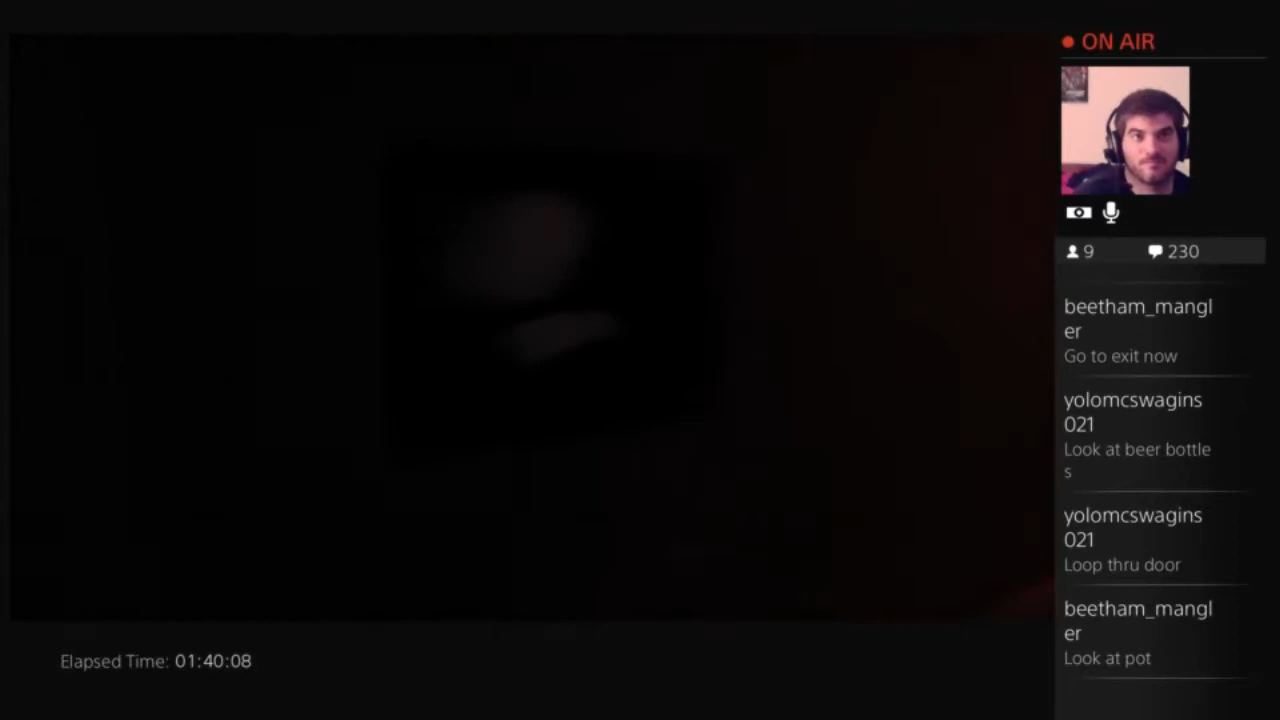 ON AIR
9 230
beetham_mangl
er
Go to exit now
yolomcswagins
021
Look at beer bottle
s
yolomcswagins
021
Loop thru door
beetham_mangl
er
Look at pot
Elapsed Time: 01:40:08